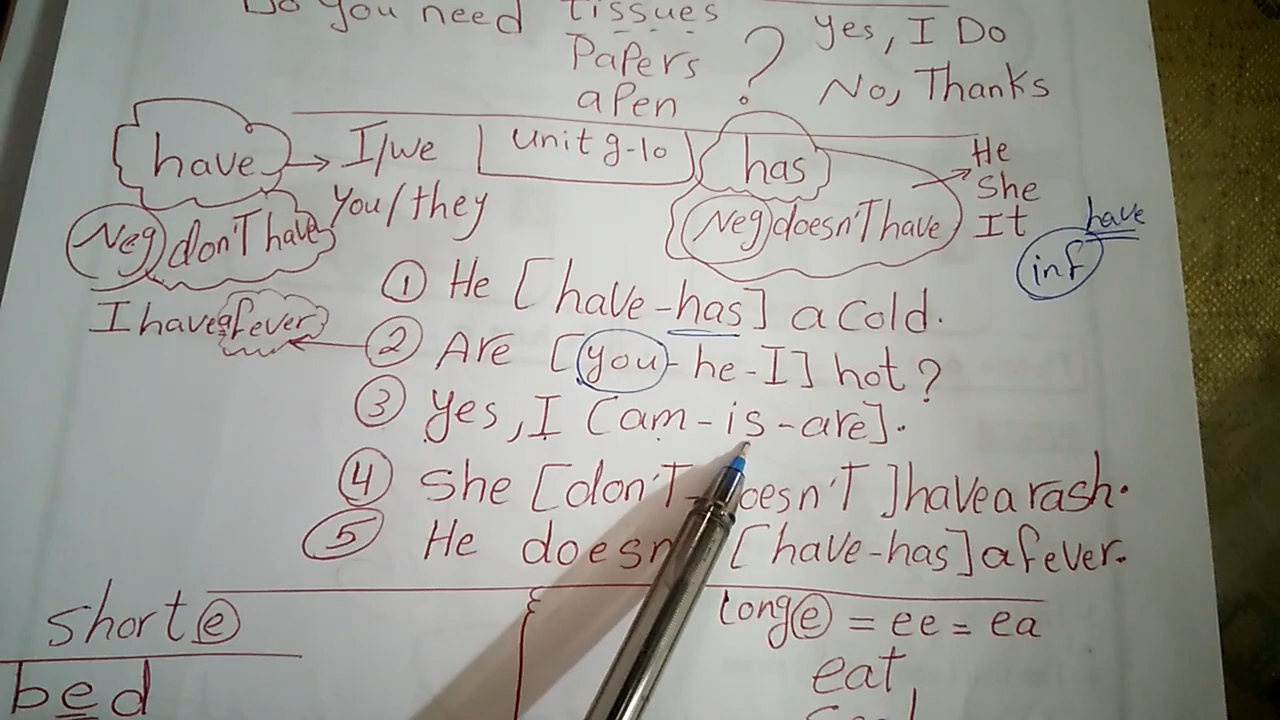 Do you need tissues
Papers
a Pen
?
yes, I Do
No, Thanks
have → I/we
you/they
unit 9-10
has
He
She
It
Neg don't have
Neg doesn't have
have
inf
① He [have-has] a cold.
I have a fever
② Are [you-he-I] hot?
③ yes, I [am-is-are].
④ She [don't- ]have a rash.
⑤ He [have-has] a fever.
short e
bed
long e = ee = ea
eat,